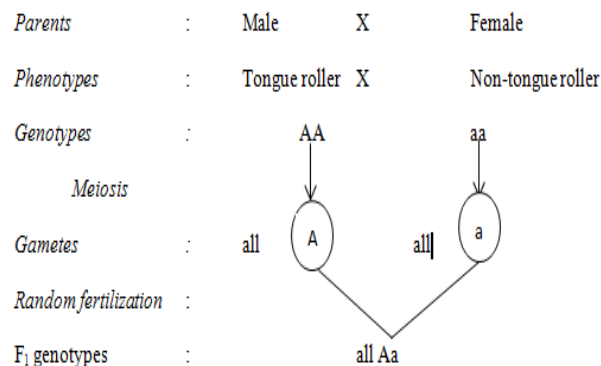 Parents : Male X Female
Phenotypes : Tongue roller X Non-tongue roller
Genotypes : AA aa
Meiosis
Gametes : all A all a
Random fertilization :
F₁ genotypes : all Aa